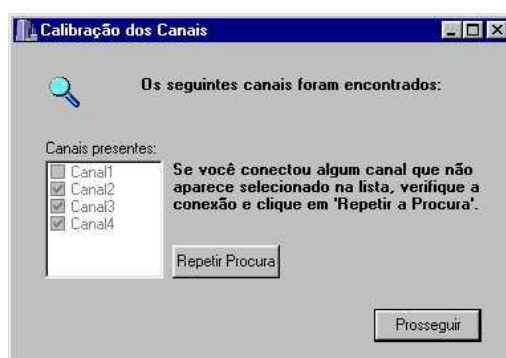 Calibração dos Canais
Os seguintes canais foram encontrados:
Canais presentes:
Canal1
Canal2
Canal3
Canal4
Se você conectou algum canal que não
aparece selecionado na lista, verifique a
conexão e clique em 'Repetir a Procura'.
Repetir Procura
Prosseguir